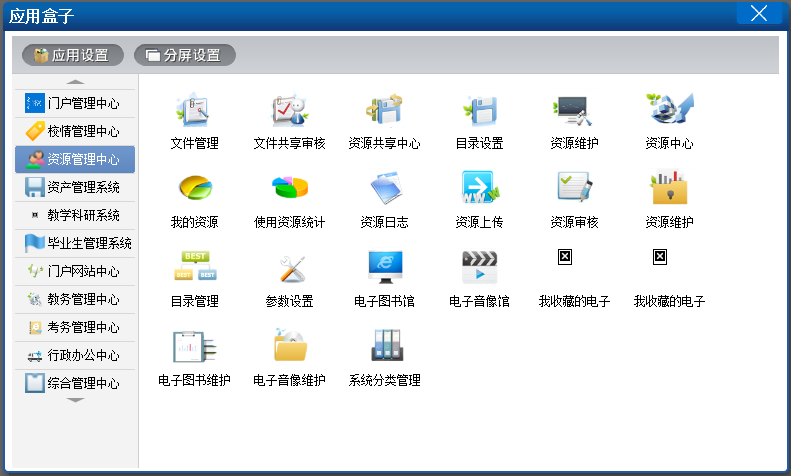 应用盒子
应用设置 分屏设置
门户管理中心
校情管理中心
资源管理中心
资产管理系统
教学科研系统
毕业生管理系统
门户网站中心
教务管理中心
考务管理中心
行政办公中心
综合管理中心
文件管理 文件共享审核 资源共享中心 目录设置 资源维护 资源中心
我的资源 使用资源统计 资源日志 资源上传 资源审核 资源维护
BEST
BEST BEST
WW
目录管理 参数设置 电子图书馆 电子音像馆 我收藏的电子 我收藏的电子
电子图书维护 电子音像维护 系统分类管理